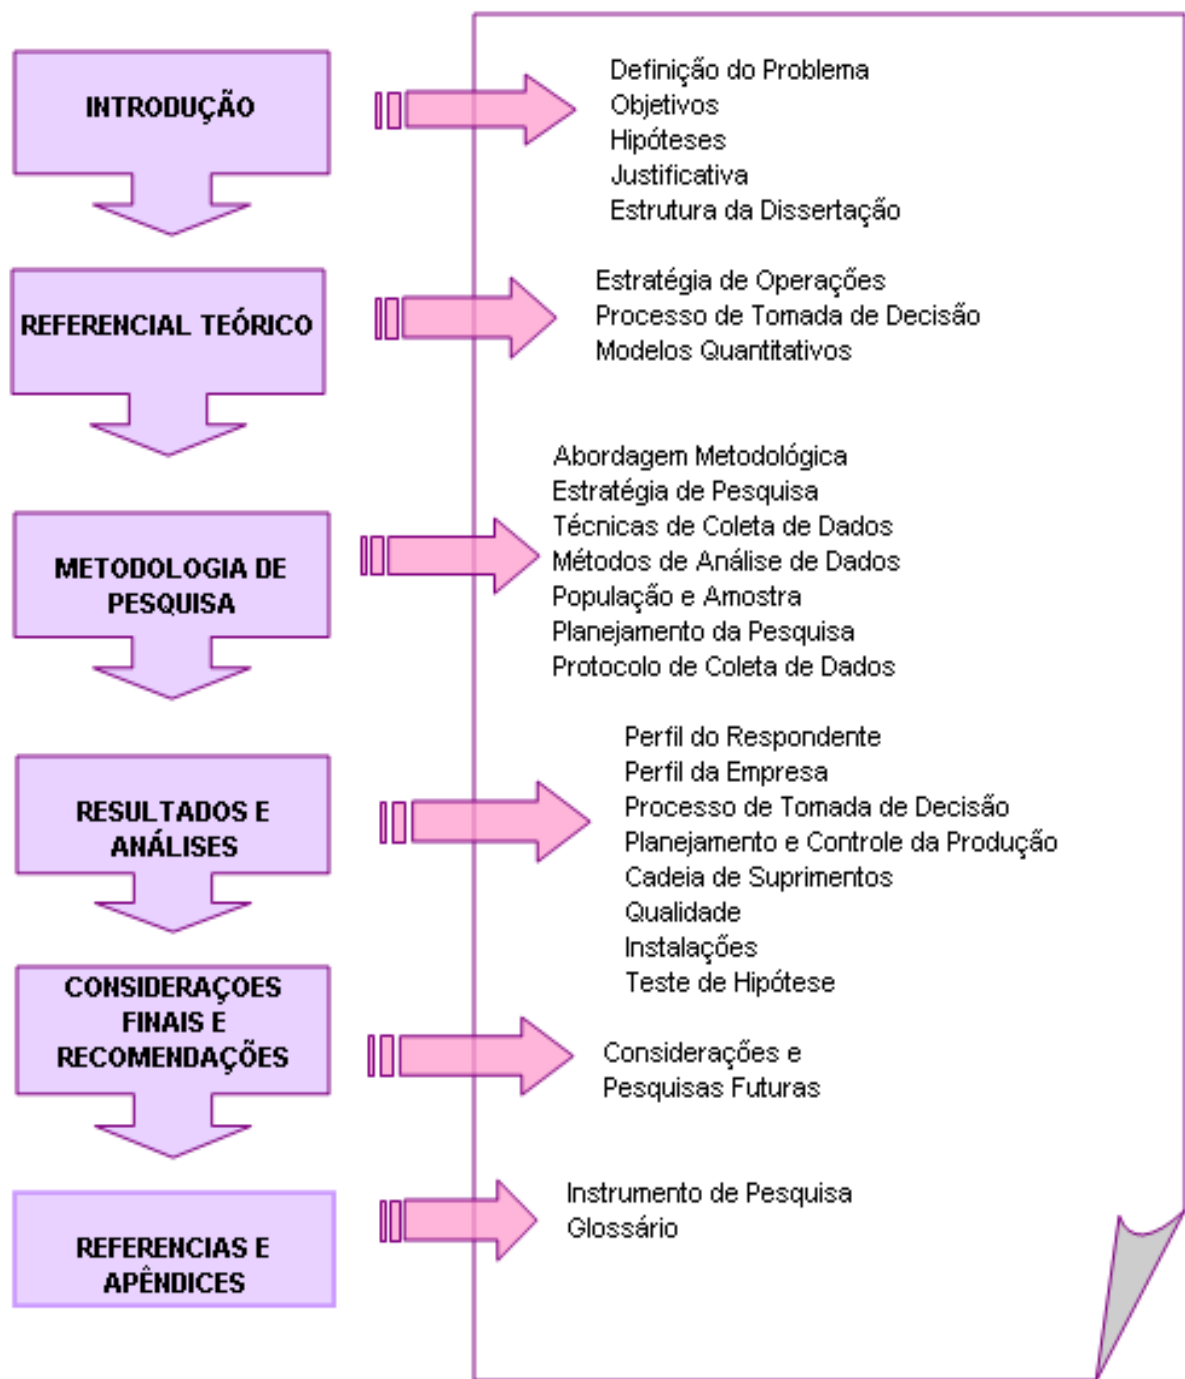 INTRODUÇÃO
Definição do Problema
Objetivos
Hipóteses
Justificativa
Estrutura da Dissertação
REFERENCIAL TEÓRICO
Estratégia de Operações
Processo de Tomada de Decisão
Modelos Quantitativos
METODOLOGIA DE
PESQUISA
Abordagem Metodológica
Estratégia de Pesquisa
Técnicas de Coleta de Dados
Métodos de Análise de Dados
População e Amostra
Planejamento da Pesquisa
Protocolo de Coleta de Dados
RESULTADOS E
ANÁLISES
Perfil do Respondente
Perfil da Empresa
Processo de Tomada de Decisão
Planejamento e Controle da Produção
Cadeia de Suprimentos
Qualidade
Instalações
Teste de Hipótese
CONSIDERAÇOES
FINAIS E
RECOMENDAÇÕES
Considerações e
Pesquisas Futuras
REFERENCIAS E
APÊNDICES
Instrumento de Pesquisa
Glossário